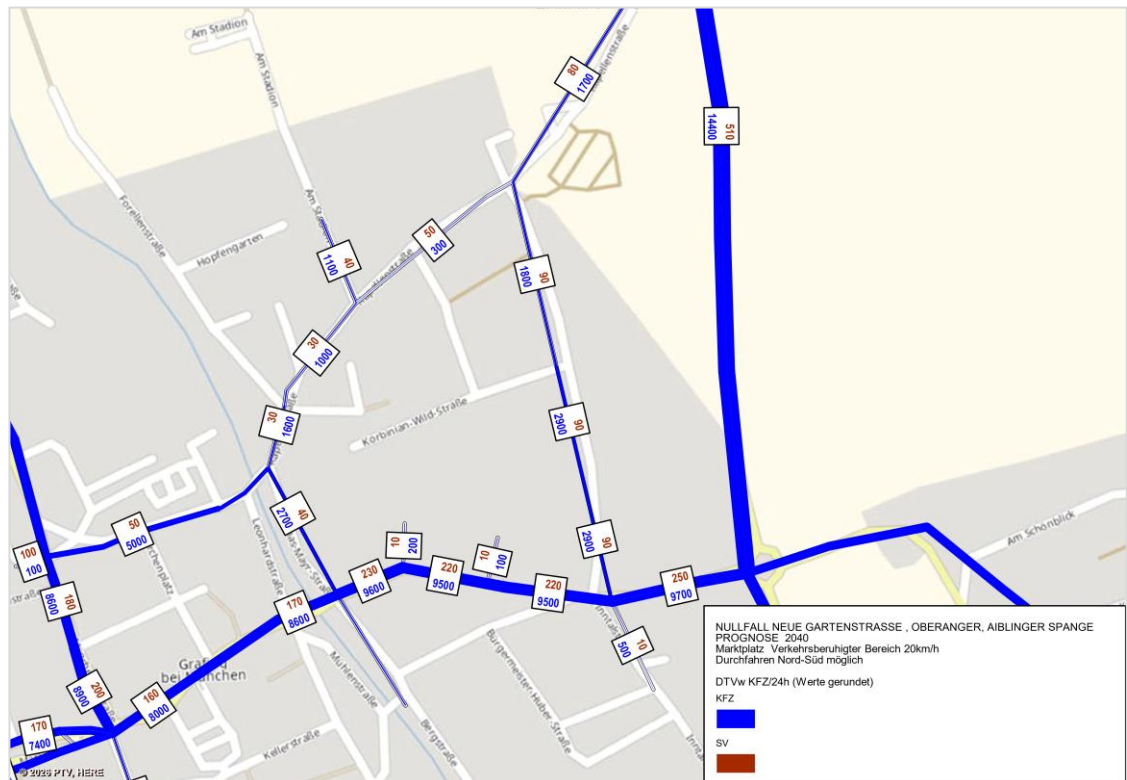 Am Stadion
Am Stadion
80
1700
Forellenstraße
510
14400
Hopfengarten
40
1100
50
300
90
1800
30
1000
30
1600
Korbinian-Wild-Straße
90
2900
40
2700
50
5000
Leonhardstraße
100
100
180
8600
10
200
10
100
90
2900
Am Schönblick
230
9600
220
9500
220
9500
250
9700
170
8600
10
500
Grafing
bei München
200
8900
160
8000
170
7400
Mühlenstraße
Bürgermeister-Huber-Straße
Kellerstraße
Bergstraße
© 2026 PTV, HERE
NULLFALL NEUE GARTENSTRASSE , OBERANGER, AIBLINGER SPANGE
PROGNOSE 2040
Marktplatz Verkehrsberuhigter Bereich 20km/h
Durchfahren Nord-Süd möglich
DTVw KFZ/24h (Werte gerundet)
KFZ
SV